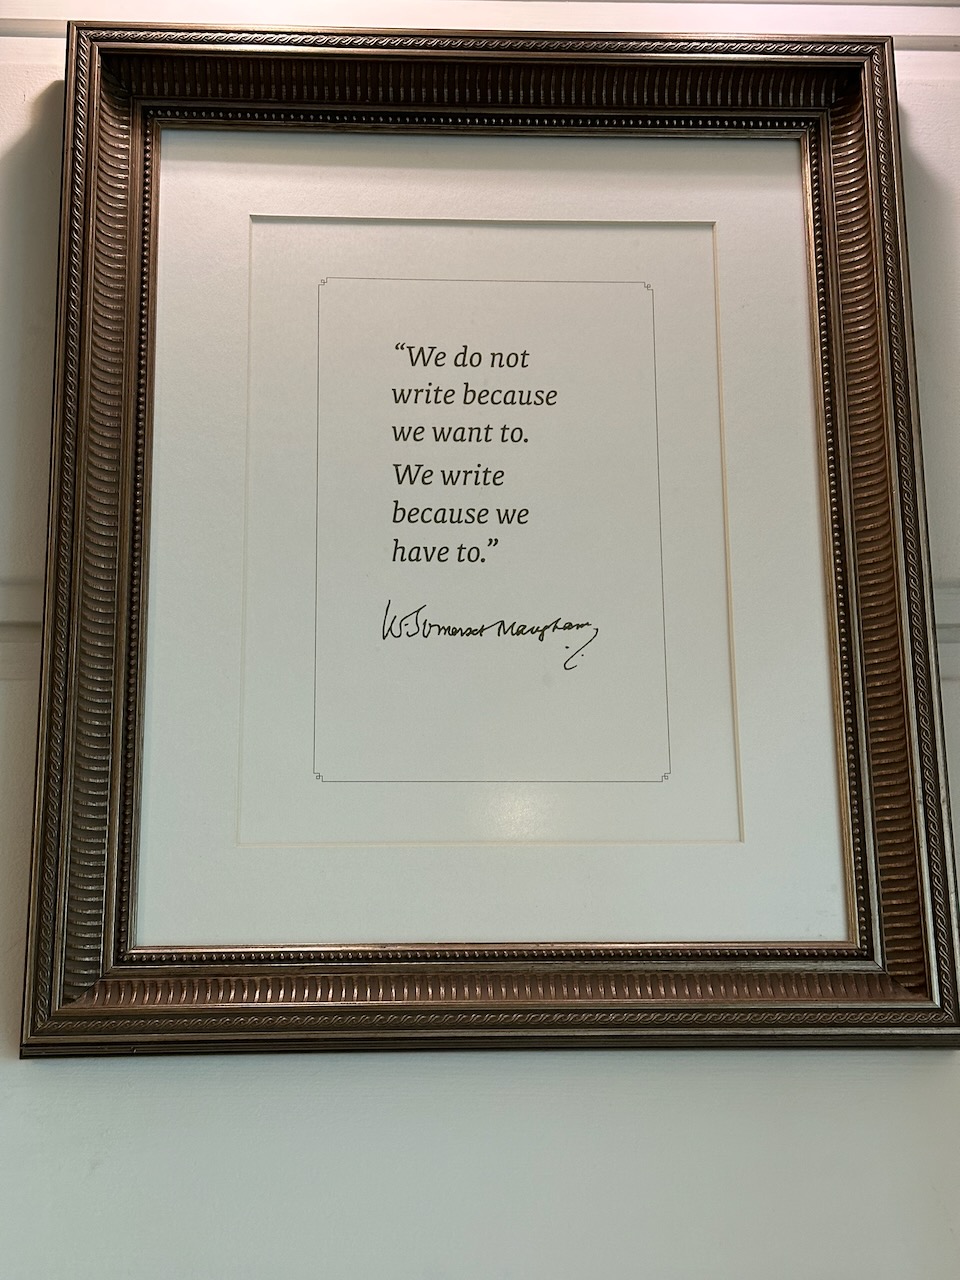 “We do not
write because
we want to.
We write
because we
have to.”
W. Somerset Maugham